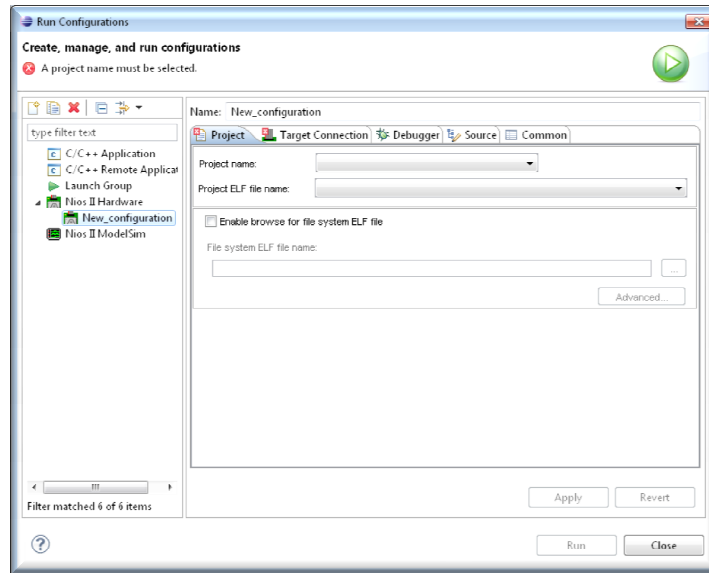 Run Configurations
Create, manage, and run configurations
A project name must be selected.
type filter text
C/C++ Application
C/C++ Remote Applicat
Launch Group
Nios II Hardware
New_configuration
Nios II ModelSim
Filter matched 6 of 6 items
Name: New_configuration
Project Target Connection Debugger Source Common
Project name:
Project ELF file name:
Enable browse for file system ELF file
File system ELF file name:
...
Advanced...
Apply Revert
Run Close